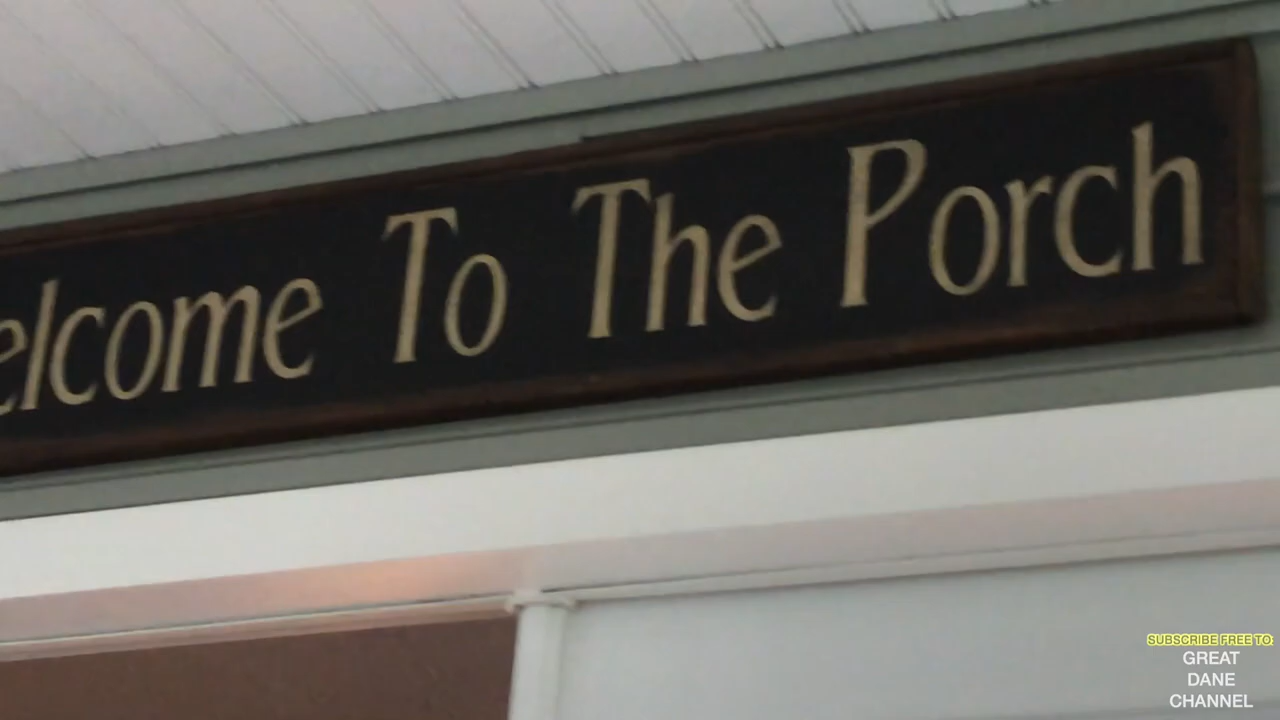 elcome To The Porch
SUBSCRIBE FREE TO:
GREAT
DANE
CHANNEL